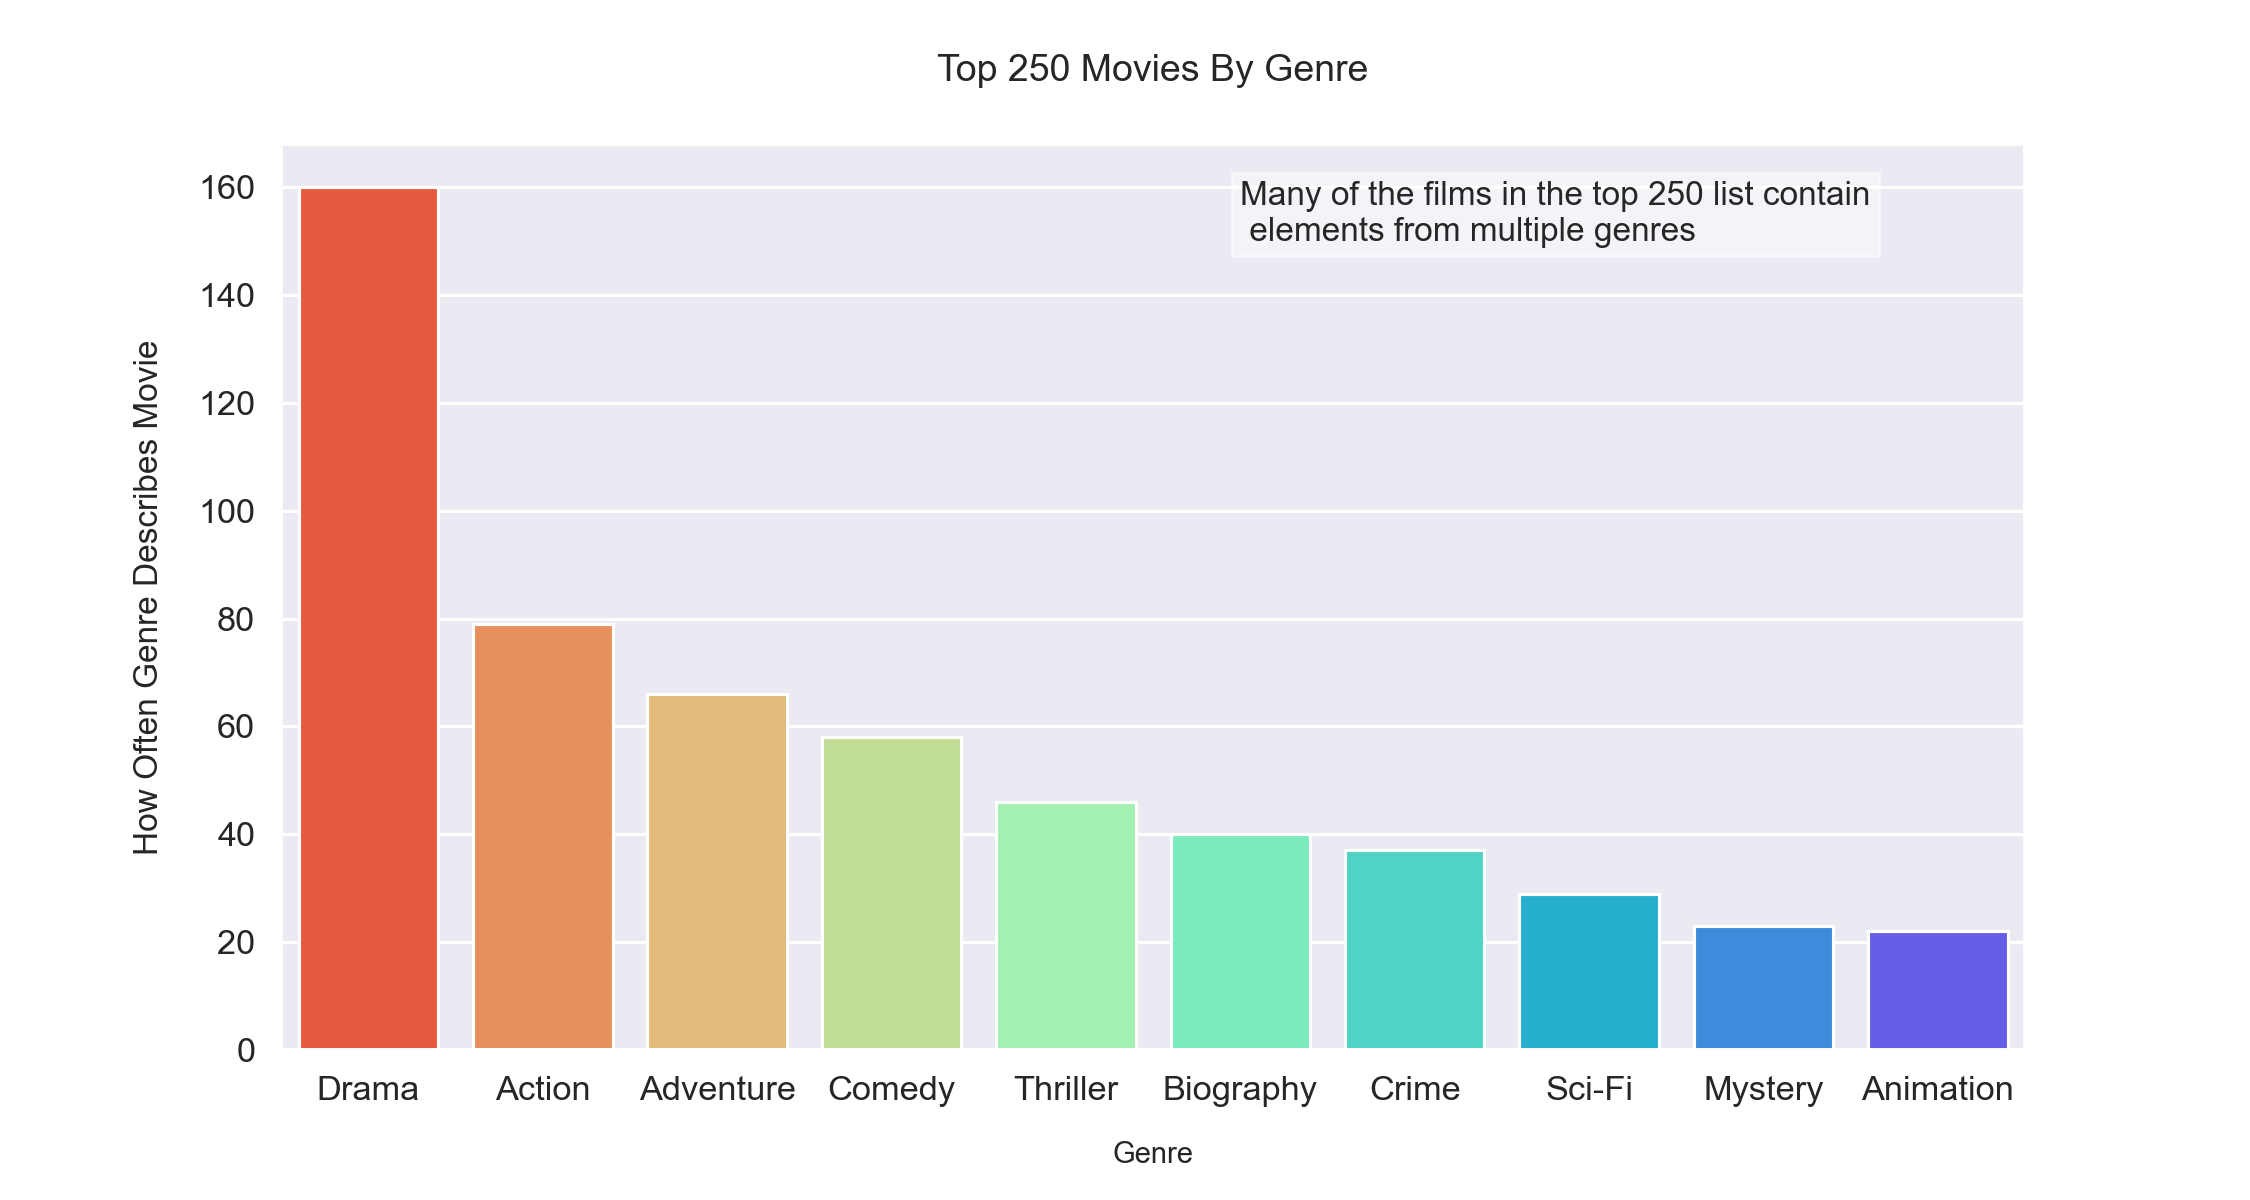 Top 250 Movies By Genre
Many of the films in the top 250 list contain
elements from multiple genres
How Often Genre Describes Movie
160
140
120
100
80
60
40
20
0
Drama Action Adventure Comedy Thriller Biography Crime Sci-Fi Mystery Animation
Genre